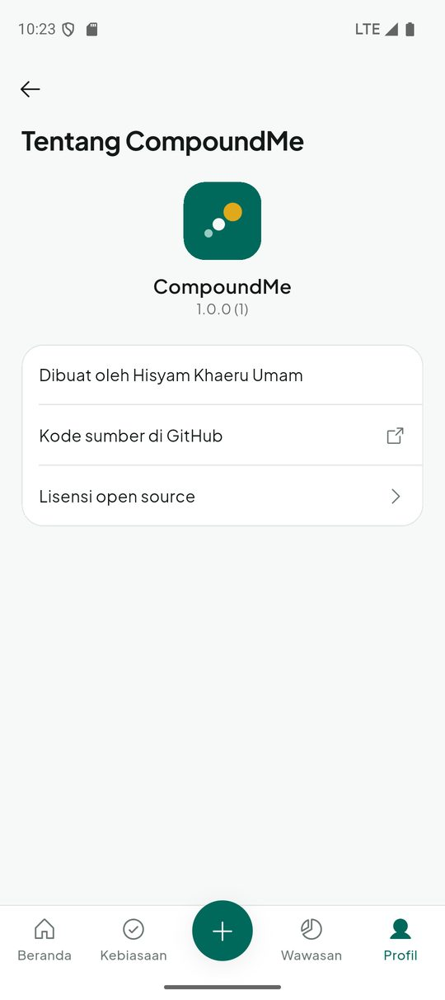 10:23
LTE
Tentang CompoundMe
CompoundMe
1.0.0 (1)
Dibuat oleh Hisyam Khaeru Umam
Kode sumber di GitHub
Lisensi open source
Beranda
Kebiasaan
Wawasan
Profil